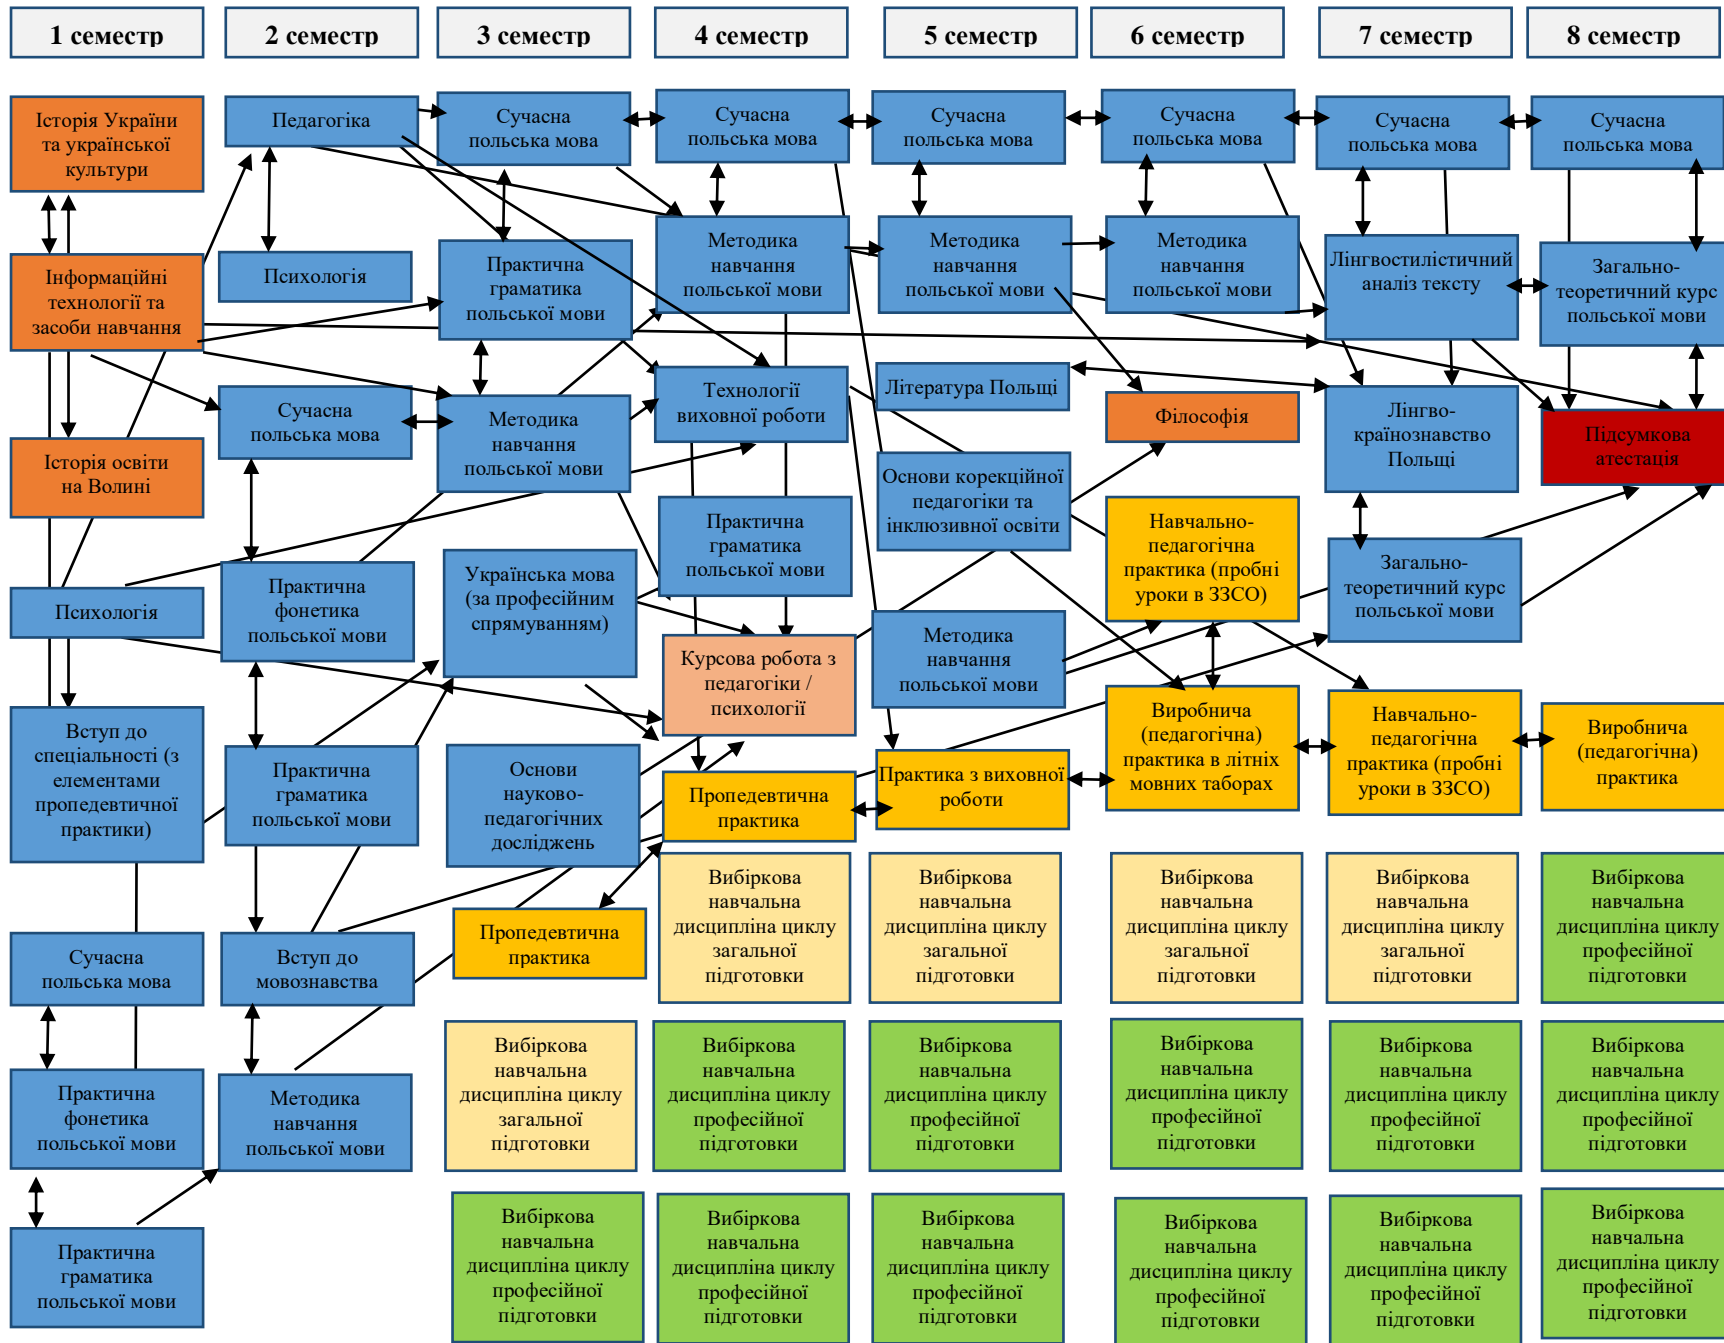 1 семестр
2 семестр
3 семестр
4 семестр
5 семестр
6 семестр
7 семестр
8 семестр
Історія України
та української
культури
Інформаційні
технології та
засоби навчання
Історія освіти
на Волині
Психологія
Вступ до
спеціальності (з
елементами
пропедевтичної
практики)
Сучасна
польська мова
Практична
фонетика
польської мови
Практична
граматика
польської мови
Педагогіка
Психологія
Сучасна
польська мова
Практична
фонетика
польської мови
Практична
граматика
польської мови
Вступ до
мовознавства
Методика
навчання
польської мови
Сучасна
польська мова
Практична
граматика
польської мови
Методика
навчання
польської мови
Українська мова
(за професійним
спрямуванням)
Основи
науково-
педагогічних
досліджень
Пропедевтична
практика
Вибіркова
навчальна
дисципліна циклу
загальної
підготовки
Вибіркова
навчальна
дисципліна циклу
професійної
підготовки
Сучасна
польська мова
Методика
навчання
польської мови
Технології
виховної роботи
Практична
граматика
польської мови
Курсова робота з
педагогіки /
психології
Пропедевтична
практика
Вибіркова
навчальна
дисципліна циклу
загальної
підготовки
Вибіркова
навчальна
дисципліна циклу
професійної
підготовки
Вибіркова
навчальна
дисципліна циклу
професійної
підготовки
Сучасна
польська мова
Методика
навчання
польської мови
Література Польщі
Основи корекційної
педагогіки та
інклюзивної освіти
Методика
навчання
польської мови
Практика з виховної
роботи
Вибіркова
навчальна
дисципліна циклу
загальної
підготовки
Вибіркова
навчальна
дисципліна циклу
професійної
підготовки
Вибіркова
навчальна
дисципліна циклу
професійної
підготовки
Сучасна
польська мова
Методика
навчання
польської мови
Філософія
Навчально-
педагогічна
практика (пробні
уроки в ЗЗСО)
Виробнича
(педагогічна)
практика в літніх
мовних таборах
Вибіркова
навчальна
дисципліна циклу
загальної
підготовки
Вибіркова
навчальна
дисципліна циклу
професійної
підготовки
Вибіркова
навчальна
дисципліна циклу
професійної
підготовки
Сучасна
польська мова
Лінгвостилістичний
аналіз тексту
Лінгво-
країнознавство
Польщі
Загально-
теоретичний курс
польської мови
Навчально-
педагогічна
практика (пробні
уроки в ЗЗСО)
Вибіркова
навчальна
дисципліна циклу
загальної
підготовки
Вибіркова
навчальна
дисципліна циклу
професійної
підготовки
Вибіркова
навчальна
дисципліна циклу
професійної
підготовки
Сучасна
польська мова
Загально-
теоретичний курс
польської мови
Підсумкова
атестація
Виробнича
(педагогічна)
практика
Вибіркова
навчальна
дисципліна циклу
професійної
підготовки
Вибіркова
навчальна
дисципліна циклу
професійної
підготовки
Вибіркова
навчальна
дисципліна циклу
професійної
підготовки